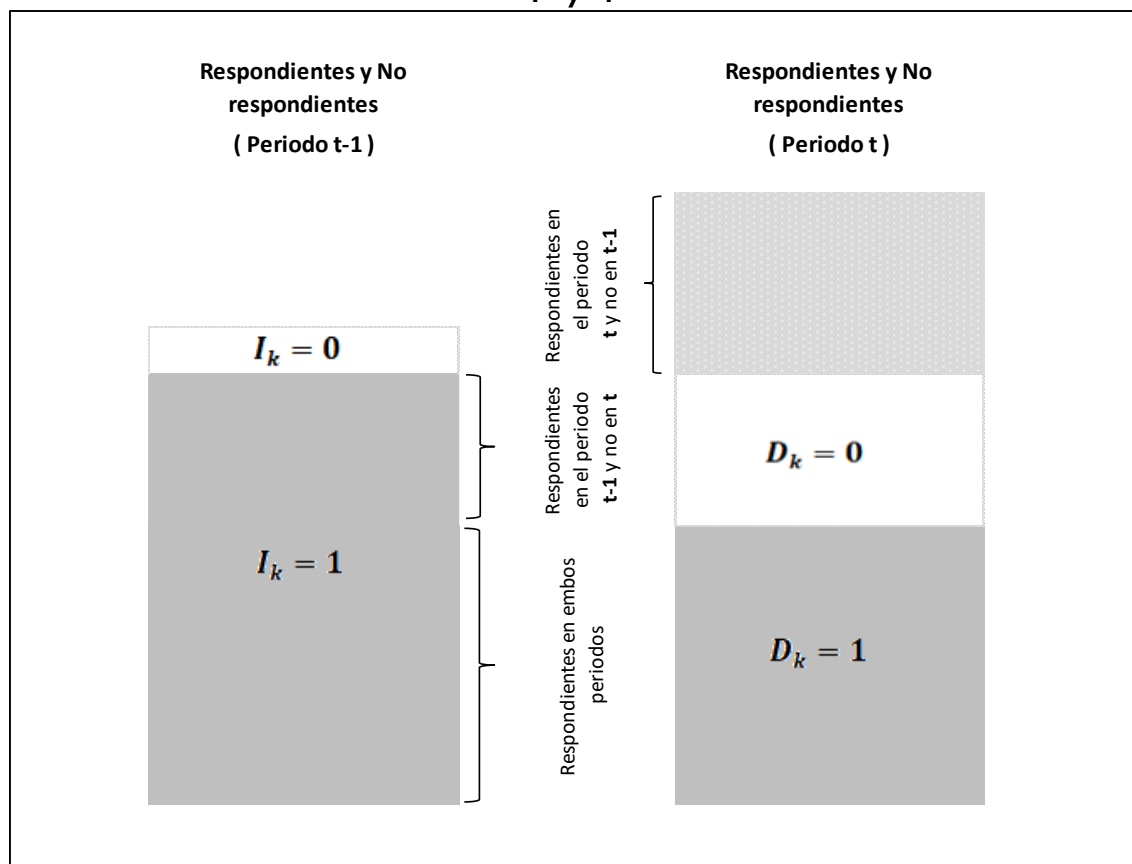 Respondientes y No
respondientes
( Periodo t-1 )
Respondientes y No
respondientes
( Periodo t )
Respondientes en
el periodo
t y no en t-1
I_k = 0
Respondientes
en el periodo
t-1 y no en t
D_k = 0
I_k = 1
Respondientes en embos
periodos
D_k = 1